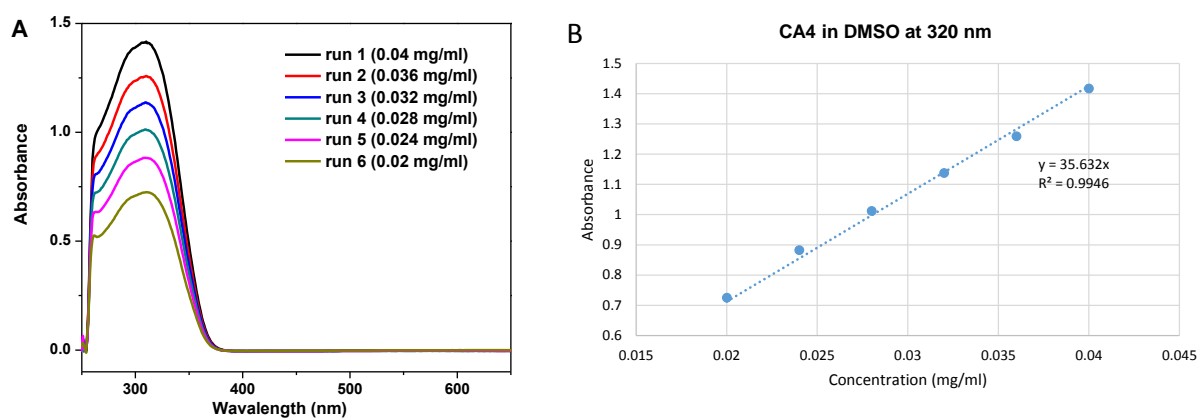 A
Absorbance
1.5
1.0
0.5
0.0
run 1 (0.04 mg/ml)
run 2 (0.036 mg/ml)
run 3 (0.032 mg/ml)
run 4 (0.028 mg/ml)
run 5 (0.024 mg/ml)
run 6 (0.02 mg/ml)
300 400 500 600
Wavelength (nm)
B
CA4 in DMSO at 320 nm
Absorbance
1.5
1.4
1.3
1.2
1.1
1
0.9
0.8
0.7
0.6
y = 35.632x
R² = 0.9946
0.015 0.02 0.025 0.03 0.035 0.04 0.045
Concentration (mg/ml)